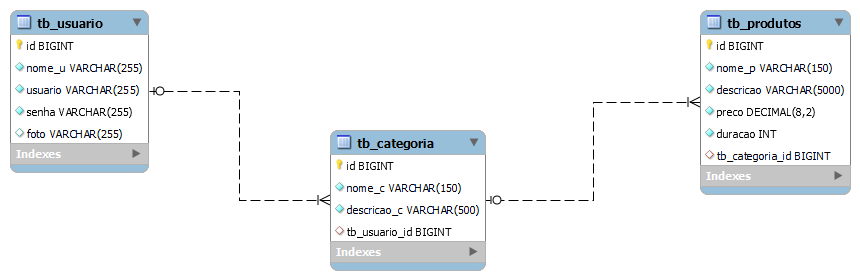 tb_usuario
id BIGINT
nome_u VARCHAR(255)
usuario VARCHAR(255)
senha VARCHAR(255)
foto VARCHAR(255)
Indexes
tb_categoria
id BIGINT
nome_c VARCHAR(150)
descricao_c VARCHAR(500)
tb_usuario_id BIGINT
Indexes
tb_produtos
id BIGINT
nome_p VARCHAR(150)
descricao VARCHAR(5000)
preco DECIMAL(8,2)
duracao INT
tb_categoria_id BIGINT
Indexes